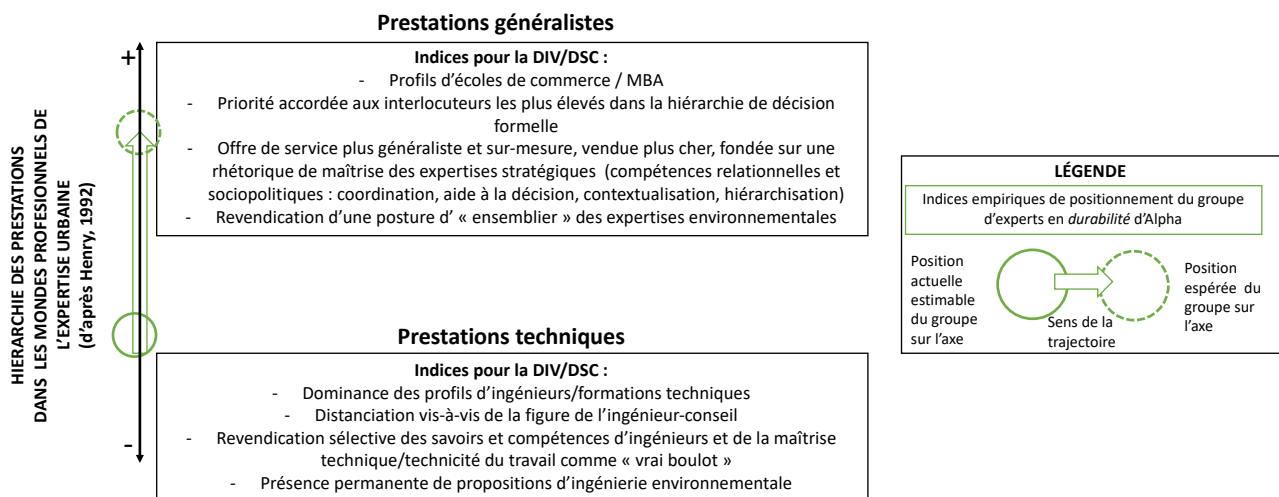 Prestations généralistes
+
Indices pour la DIV/DSC :
- Profils d'écoles de commerce / MBA
- Priorité accordée aux interlocuteurs les plus élevés dans la hiérarchie de décision
formelle
- Offre de service plus généraliste et sur-mesure, vendue plus cher, fondée sur une
rhétorique de maîtrise des expertises stratégiques (compétences relationnelles et
sociopolitiques : coordination, aide à la décision, contextualisation, hiérarchisation)
- Revendication d'une posture d' « ensemblier » des expertises environnementales
HIERARCHIE DES PRESTATIONS
DANS LES MONDES PROFESIONNELS DE
L'EXPERTISE URBAINE
(d'après Henry, 1992)
Prestations techniques
Indices pour la DIV/DSC :
- Dominance des profils d'ingénieurs/formations techniques
- Distanciation vis-à-vis de la figure de l'ingénieur-conseil
- Revendication sélective des savoirs et compétences d'ingénieurs et de la maîtrise
technique/technicité du travail comme « vrai boulot »
- Présence permanente de propositions d'ingénierie environnementale
-
LÉGENDE
Indices empiriques de positionnement du groupe
d'experts en durabilité d'Alpha
Position
actuelle
estimable
du groupe
sur l'axe
Sens de la
trajectoire
Position
espérée du
groupe sur
l'axe